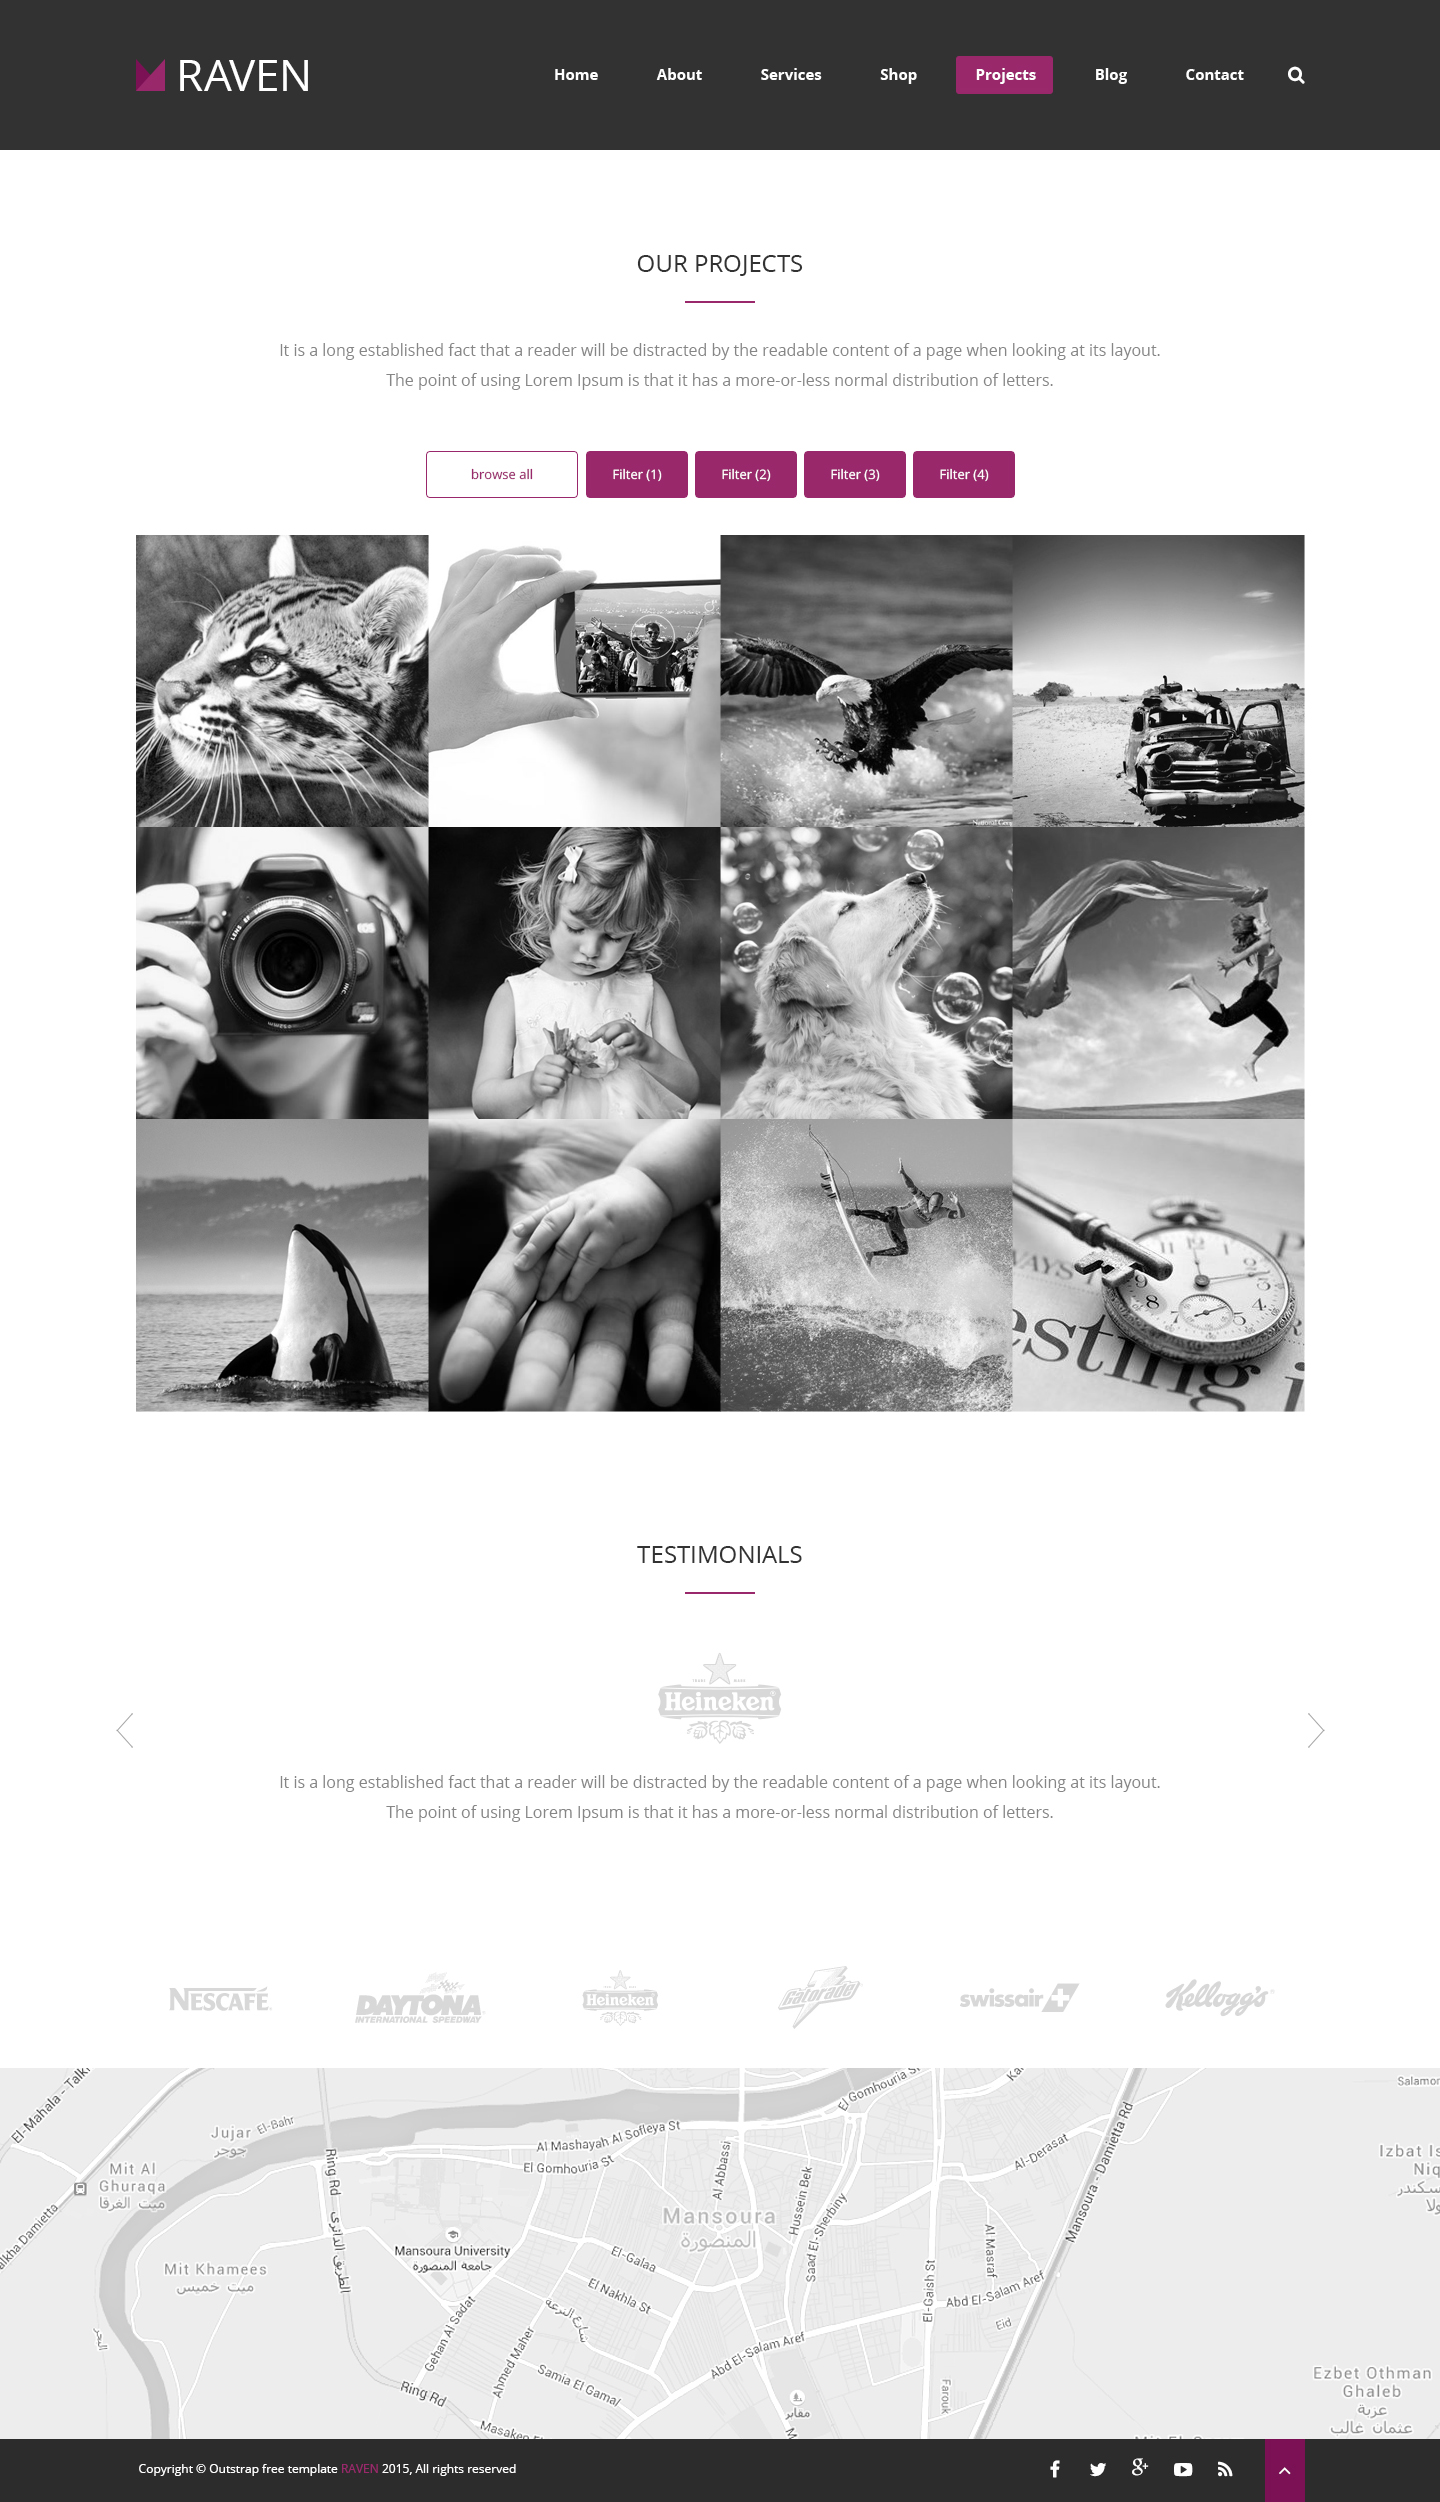 RAVEN
Home
About
Services
Shop
Projects
Blog
Contact
OUR PROJECTS
It is a long established fact that a reader will be distracted by the readable content of a page when looking at its layout.
The point of using Lorem Ipsum is that it has a more-or-less normal distribution of letters.
browse all
Filter (1)
Filter (2)
Filter (3)
Filter (4)
TESTIMONIALS
Heineken
It is a long established fact that a reader will be distracted by the readable content of a page when looking at its layout.
The point of using Lorem Ipsum is that it has a more-or-less normal distribution of letters.
NESCAFÉ
DAYTONA
INTERNATIONAL SPEEDWAY
Heineken
Gatorade
swissair
Kellogg's
El-Mahala - Talk
Jujar
جوجر
El-Bahr
Mit Al
Ghuraqa
ميت الغرقا
Ring Rd
الطريق الدائرى
Al Mashayah Al Sofleya St
El Gomhouria St
El Gomhouria S
Al Abbassi
Hussein Bek
Saad El-Sherbiny
Al-Derasat
Mansoura - Damietta Rd
Salamo
Izbat Is
Niq
Mansoura
المنصورة
Mansoura University
جامعة المنصورة
Mit Khamees
ميت خميس
El-Galaa
El Nakhla St
شارع الترعة
Gehan Al Sadat
Ahmed Maher
Samia El Gamal
Ring Rd
Masaken E
Abd El-Salam Aref
Abd El-Salam Aref
El-Gaish St
Al Masraf
Eid
Farouk
مقابر
البحر
Ezbet Othman
Ghaleb
عزبة
عثمان غالب
Copyright © Outstrap free template RAVEN 2015, All rights reserved